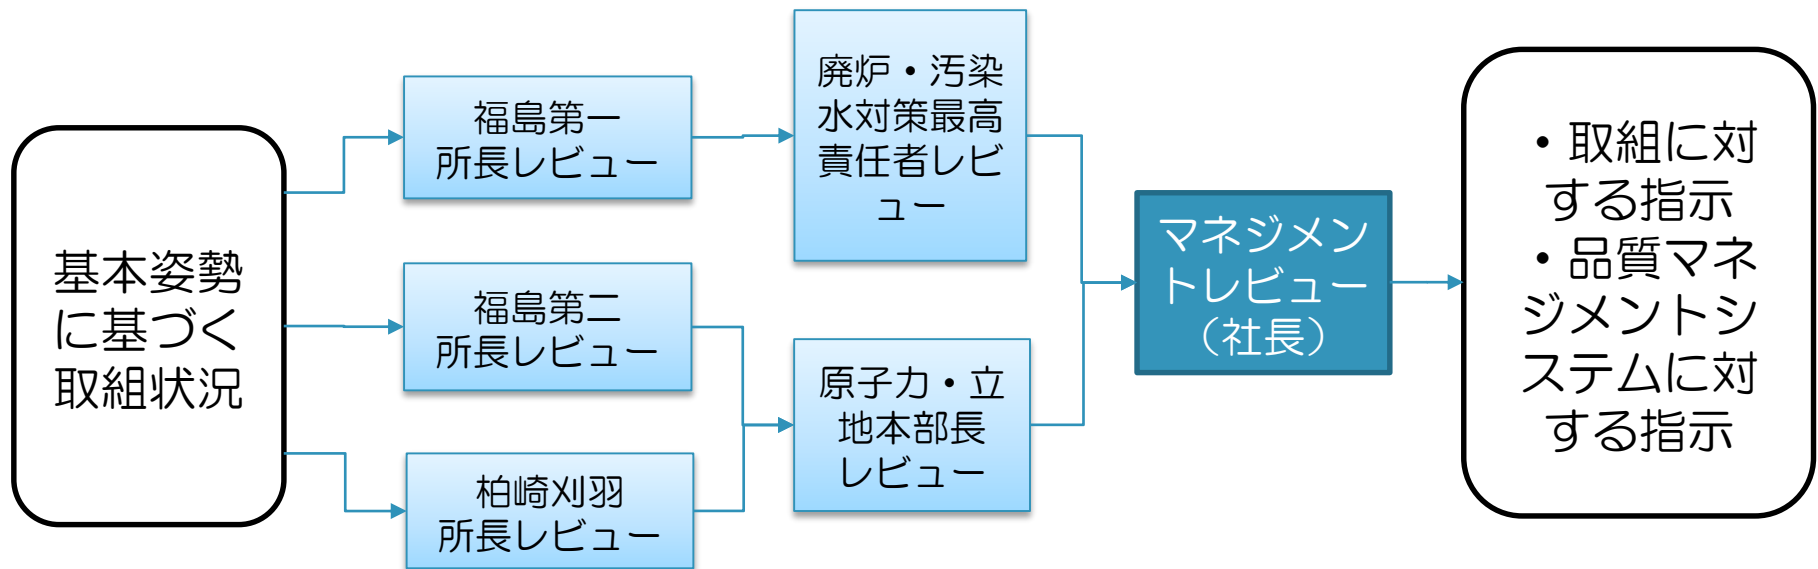 基本姿勢
に基づく
取組状況
福島第一
所長レビュー
福島第二
所長レビュー
柏崎刈羽
所長レビュー
廃炉・汚染
水対策最高
責任者レビ
ュー
原子力・立
地本部長
レビュー
マネジメン
トレビュー
（社長）
・取組に対
する指示
・品質マネ
ジメントシ
ステムに対
する指示